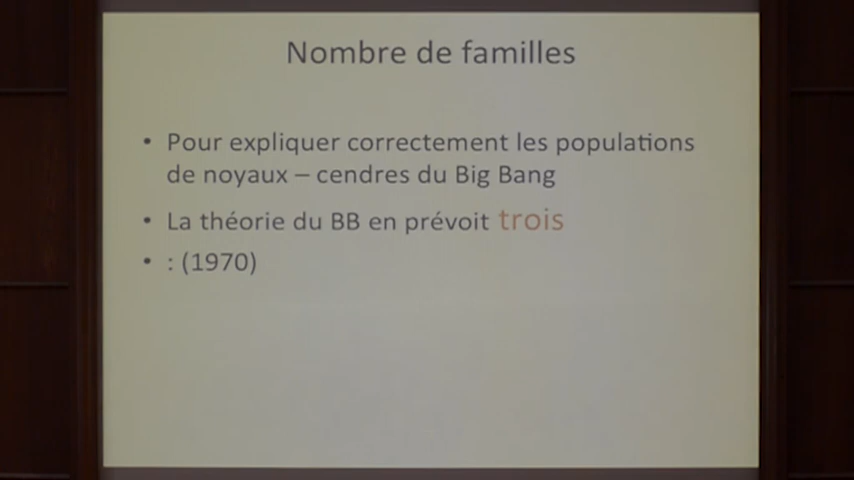 Nombre de familles
• Pour expliquer correctement les populations
de noyaux – cendres du Big Bang
• La théorie du BB en prévoit trois
• : (1970)